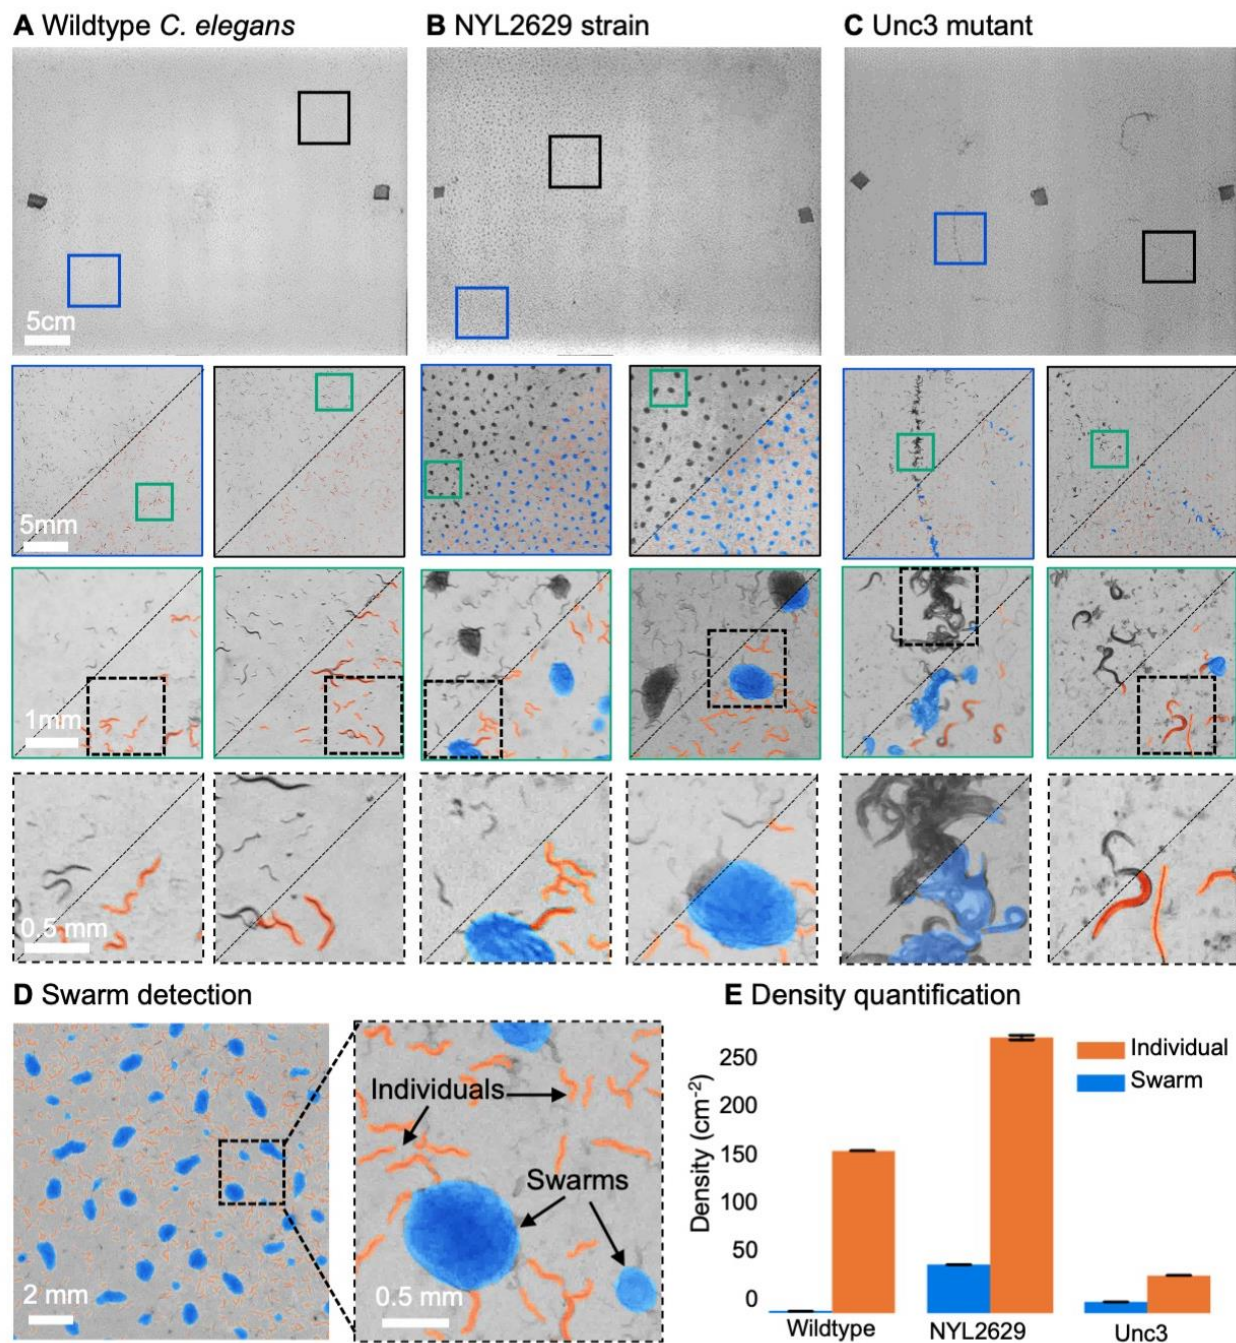 A Wildtype C. elegans
B NYL2629 strain
C Unc3 mutant
5cm
5mm
1mm
0.5 mm
D Swarm detection
E Density quantification
Individuals
Swarms
2 mm
0.5 mm
Density (cm-2)
250
200
150
100
50
0
Individual
Swarm
Wildtype
NYL2629
Unc3